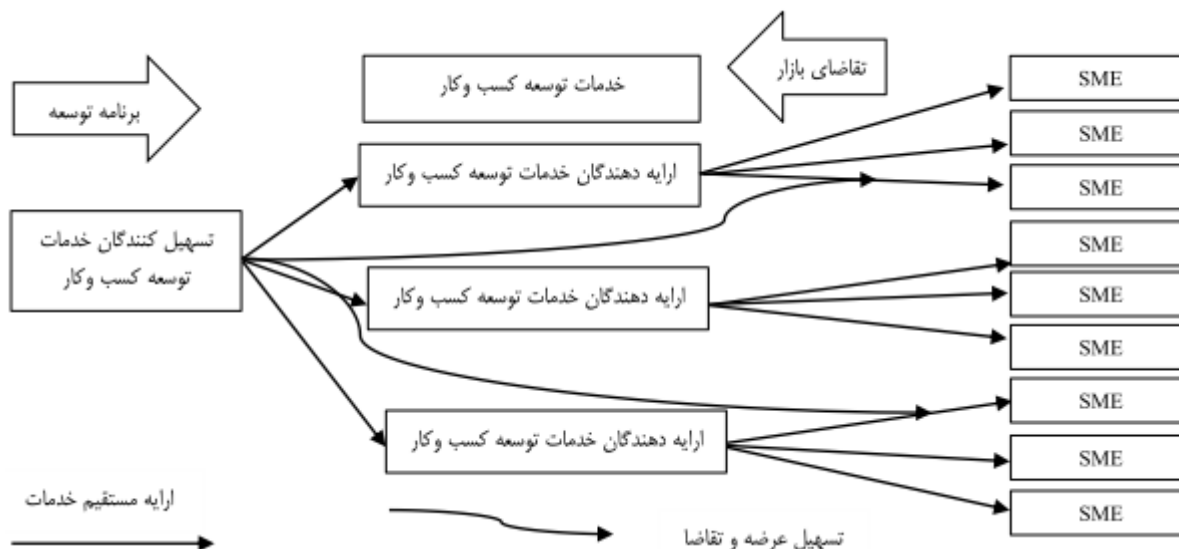 تقاضای بازار
خدمات توسعه کسب وکار
برنامه توسعه
ارایه دهندگان خدمات توسعه کسب وکار
تسهیل کنندگان خدمات
توسعه کسب وکار
ارایه دهندگان خدمات توسعه کسب وکار
ارایه دهندگان خدمات توسعه کسب وکار
SME
SME
SME
SME
SME
SME
SME
SME
SME
ارایه مستقیم خدمات
تسهیل عرضه و تقاضا